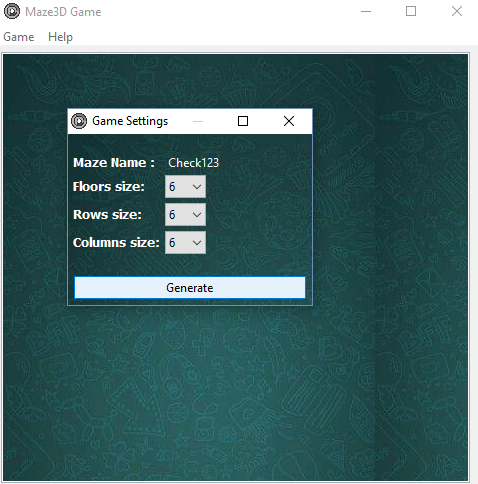 Maze3D Game
Game Help
Game Settings
Maze Name : Check123
Floors size: 6
Rows size: 6
Columns size: 6
Generate